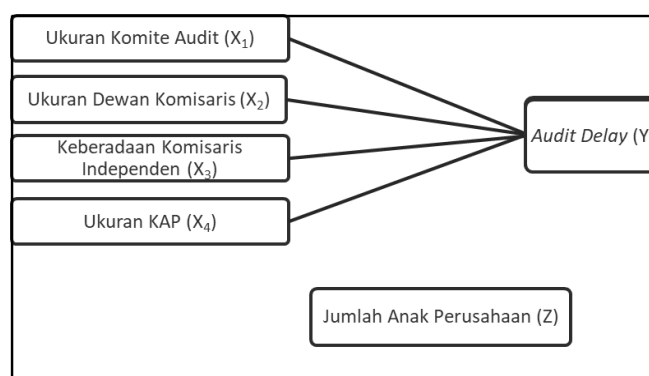 Ukuran Komite Audit (X₁)
Ukuran Dewan Komisaris (X₂)
Keberadaan Komisaris
Independen (X₃)
Audit Delay (Y
Ukuran KAP (X₄)
Jumlah Anak Perusahaan (Z)